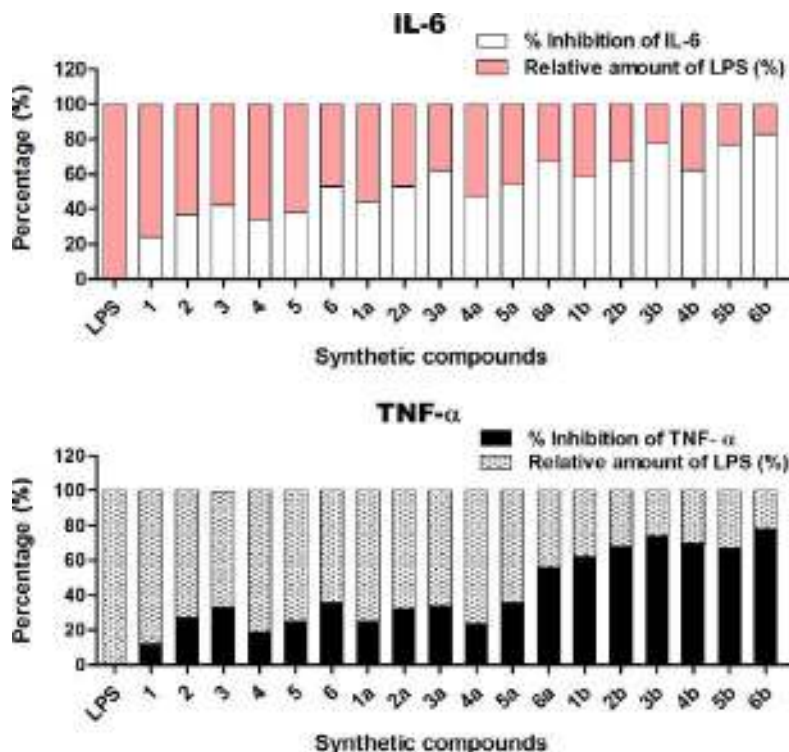 IL-6
% Inhibition of IL-6
Relative amount of LPS (%)
Percentage (%)
120
100
80
60
40
20
0
LPS 1 2 3 4 5 6 1a 2a 3a 4a 5a 6a 1b 2b 3b 4b 5b 6b
Synthetic compounds
TNF-α
% Inhibition of TNF- α
Relative amount of LPS (%)
Percentage (%)
120
100
80
60
40
20
0
LPS 1 2 3 4 5 6 1a 2a 3a 4a 5a 6a 1b 2b 3b 4b 5b 6b
Synthetic compounds